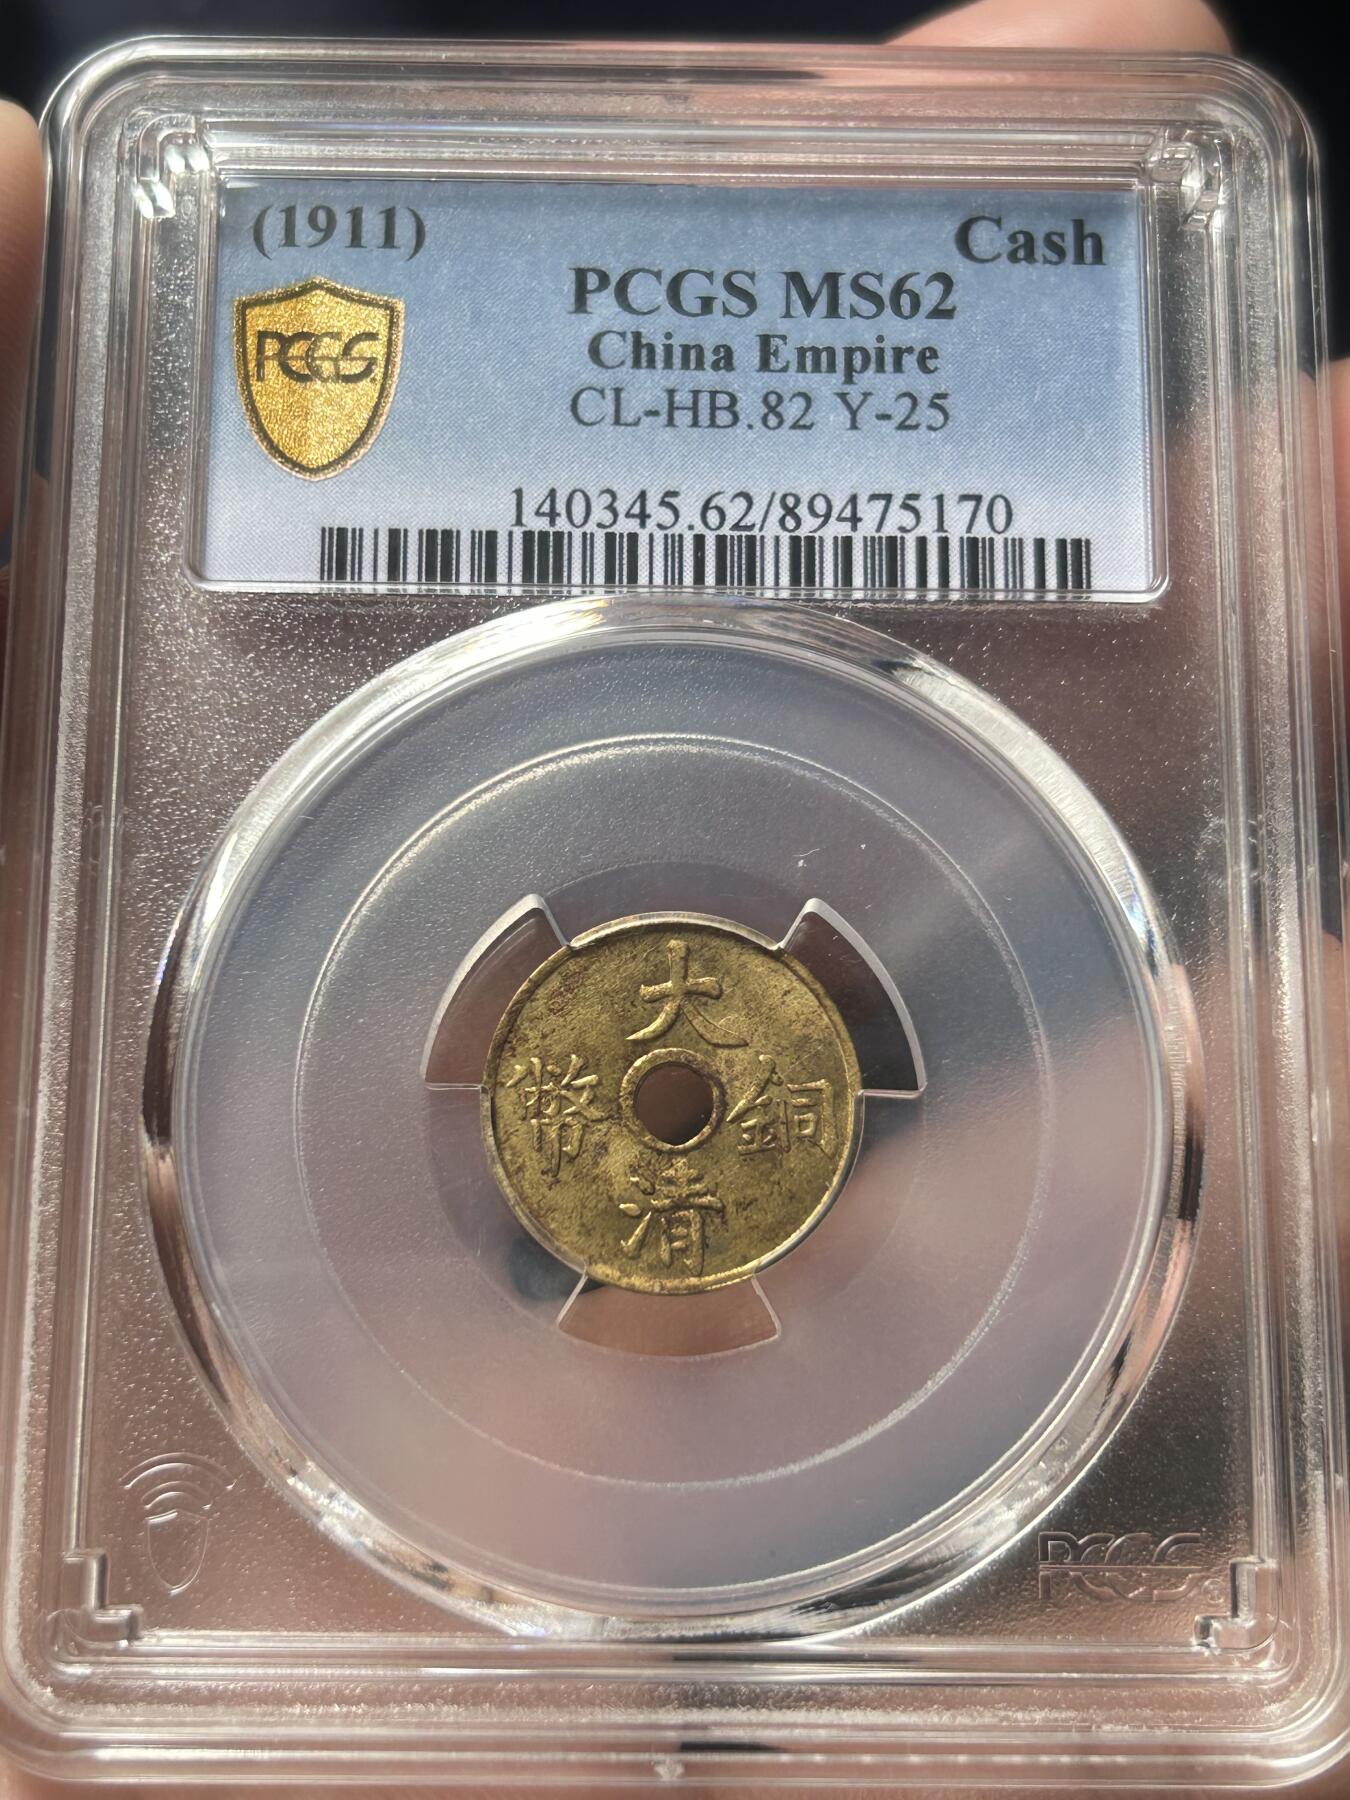 (1911) Cash
PCGS
PCGS MS62
China Empire
CL-HB.82 Y-25
140345.62/89475170
大
幣 銅
清
PCGS